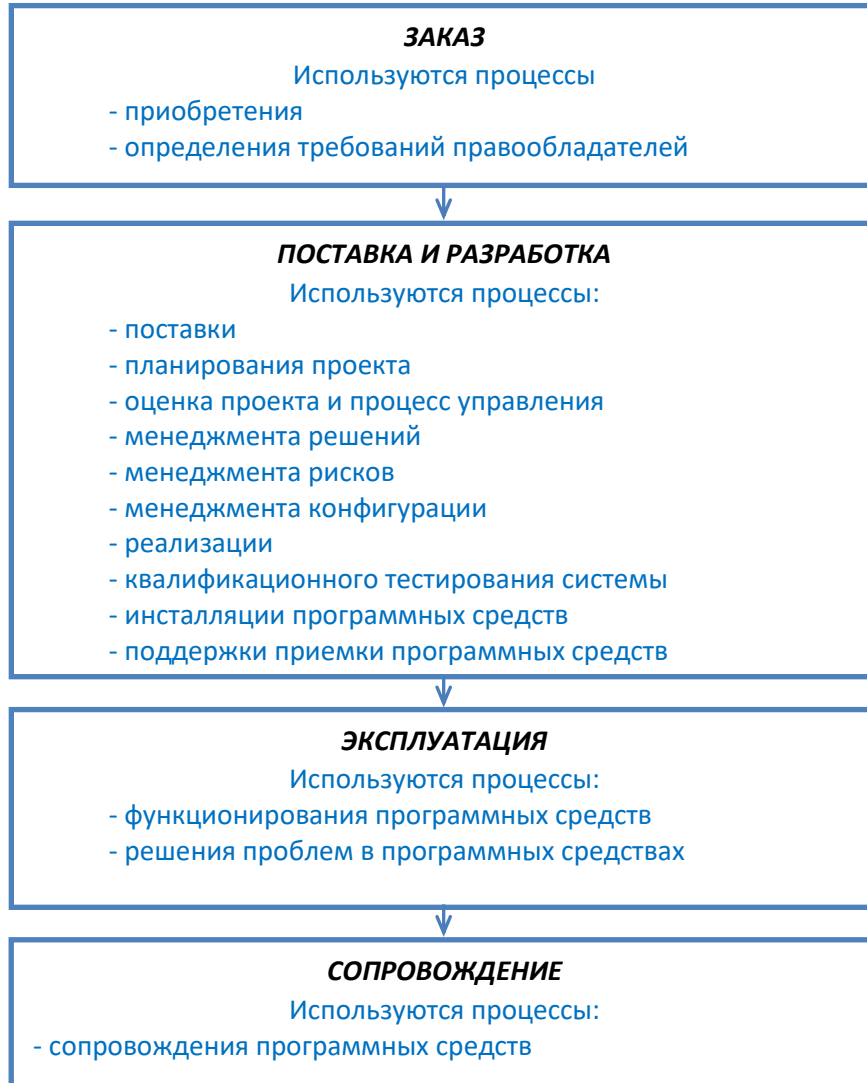 ЗАКАЗ
Используются процессы
- приобретения
- определения требований правообладателей
ПОСТАВКА И РАЗРАБОТКА
Используются процессы:
- поставки
- планирования проекта
- оценка проекта и процесс управления
- менеджмента решений
- менеджмента рисков
- менеджмента конфигурации
- реализации
- квалификационного тестирования системы
- инсталляции программных средств
- поддержки приемки программных средств
ЭКСПЛУАТАЦИЯ
Используются процессы:
- функционирования программных средств
- решения проблем в программных средствах
СОПРОВОЖДЕНИЕ
Используются процессы:
- сопровождения программных средств